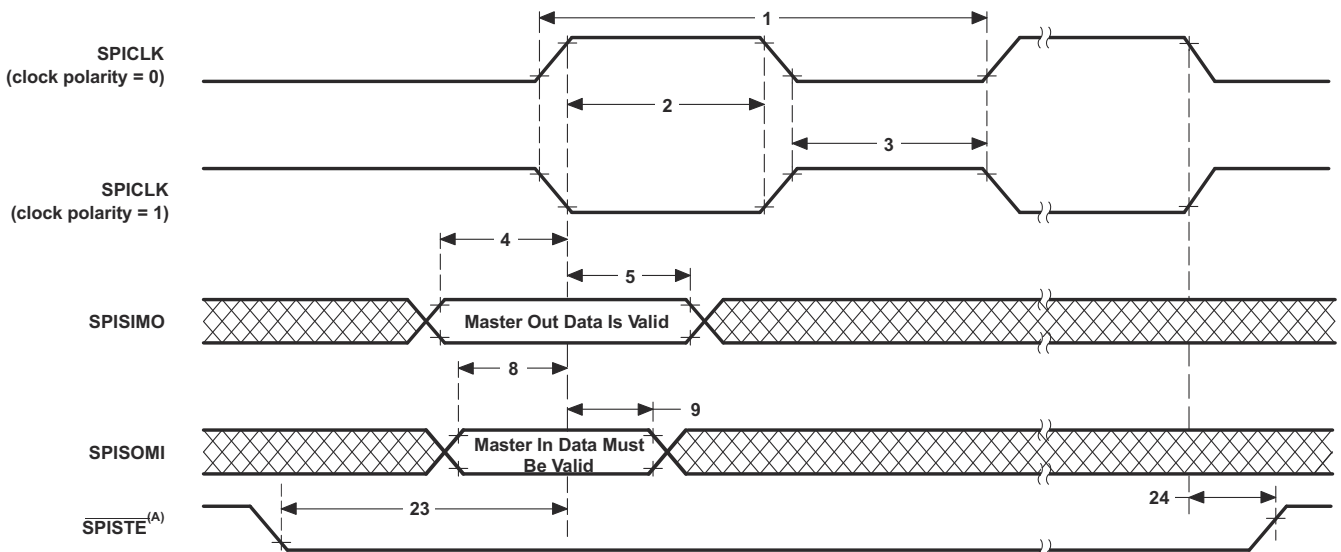 1
SPICLK
(clock polarity = 0)
2
3
SPICLK
(clock polarity = 1)
4
5
SPISIMO
Master Out Data Is Valid
8
9
SPISOMI
Master In Data Must
Be Valid
23
24
SPISTE(A)